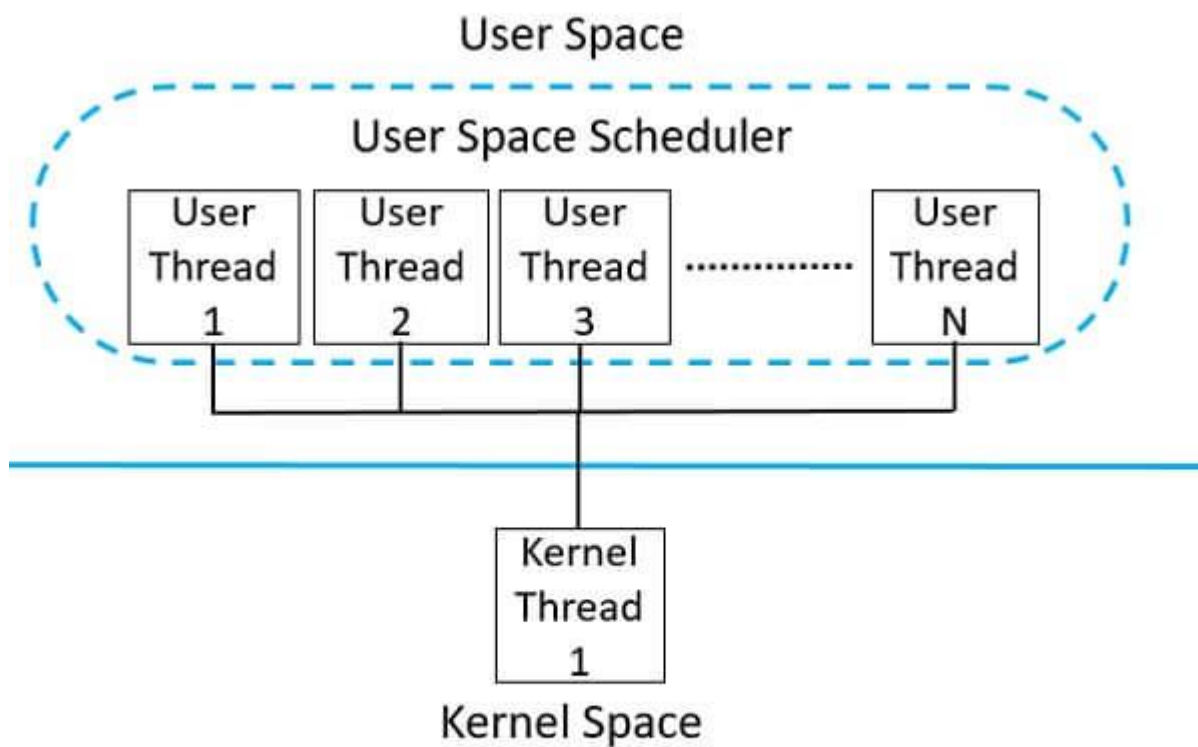 User Space
User Space Scheduler
User
Thread
1
User
Thread
2
User
Thread
3
User
Thread
N
Kernel
Thread
1
Kernel Space